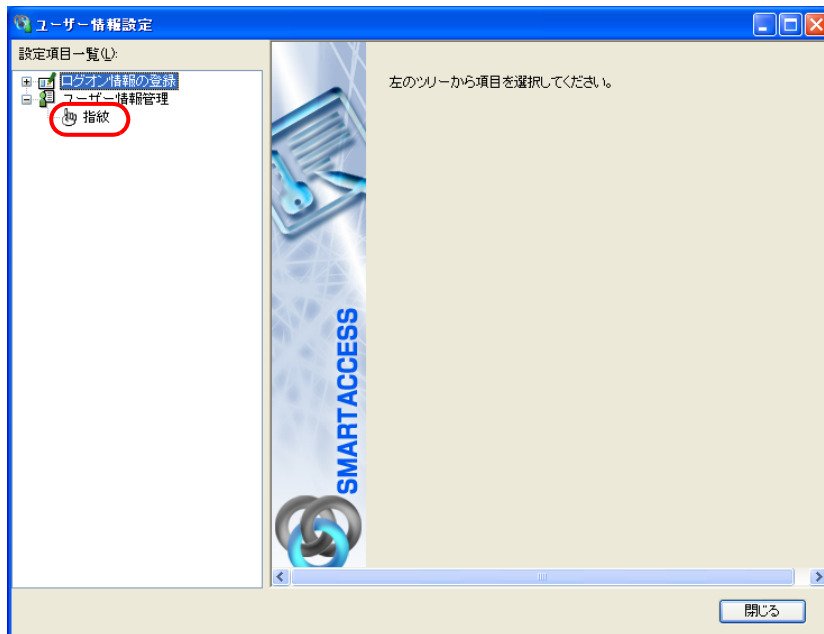 ユーザー情報設定
設定項目一覧(L):
ログオン情報の登録
ユーザー情報管理
指紋
左のツリーから項目を選択してください。
SMARTACCESS
閉じる